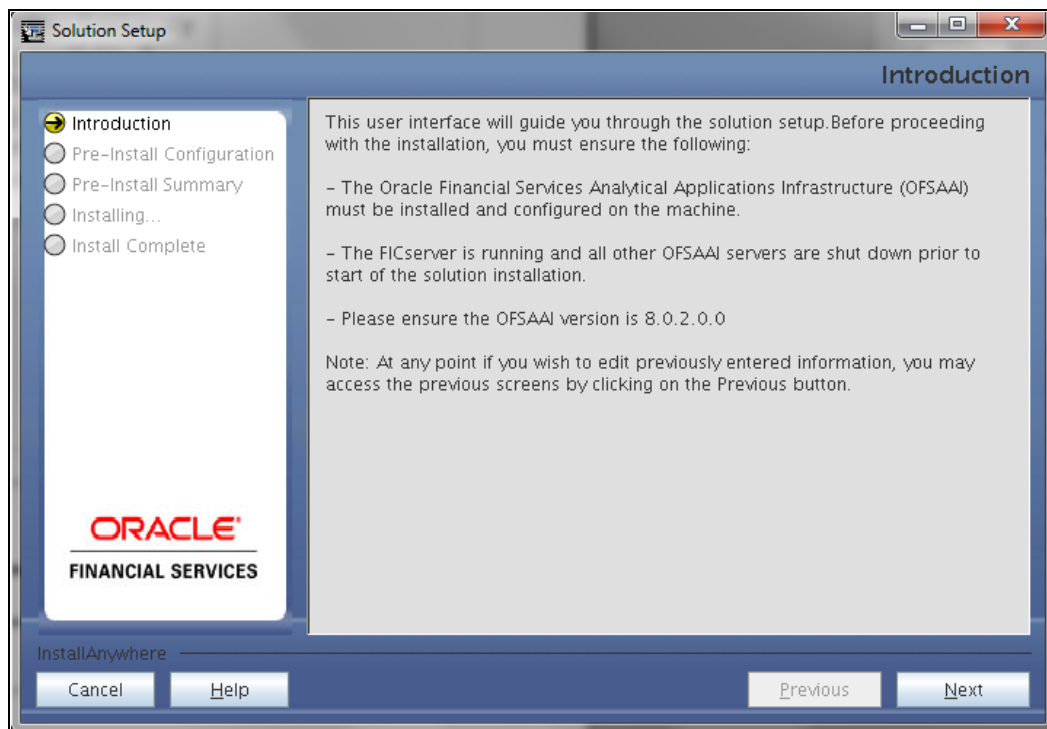 Solution Setup
Introduction
Introduction
Pre-Install Configuration
Pre-Install Summary
Installing...
Install Complete
ORACLE'
FINANCIAL SERVICES
This user interface will guide you through the solution setup.Before proceeding
with the installation, you must ensure the following:
- The Oracle Financial Services Analytical Applications Infrastructure (OFSAAI)
must be installed and configured on the machine.
- The FICserver is running and all other OFSAAI servers are shut down prior to
start of the solution installation.
- Please ensure the OFSAAI version is 8.0.2.0.0
Note: At any point if you wish to edit previously entered information, you may
access the previous screens by clicking on the Previous button.
InstallAnywhere
Cancel
Help
Previous
Next